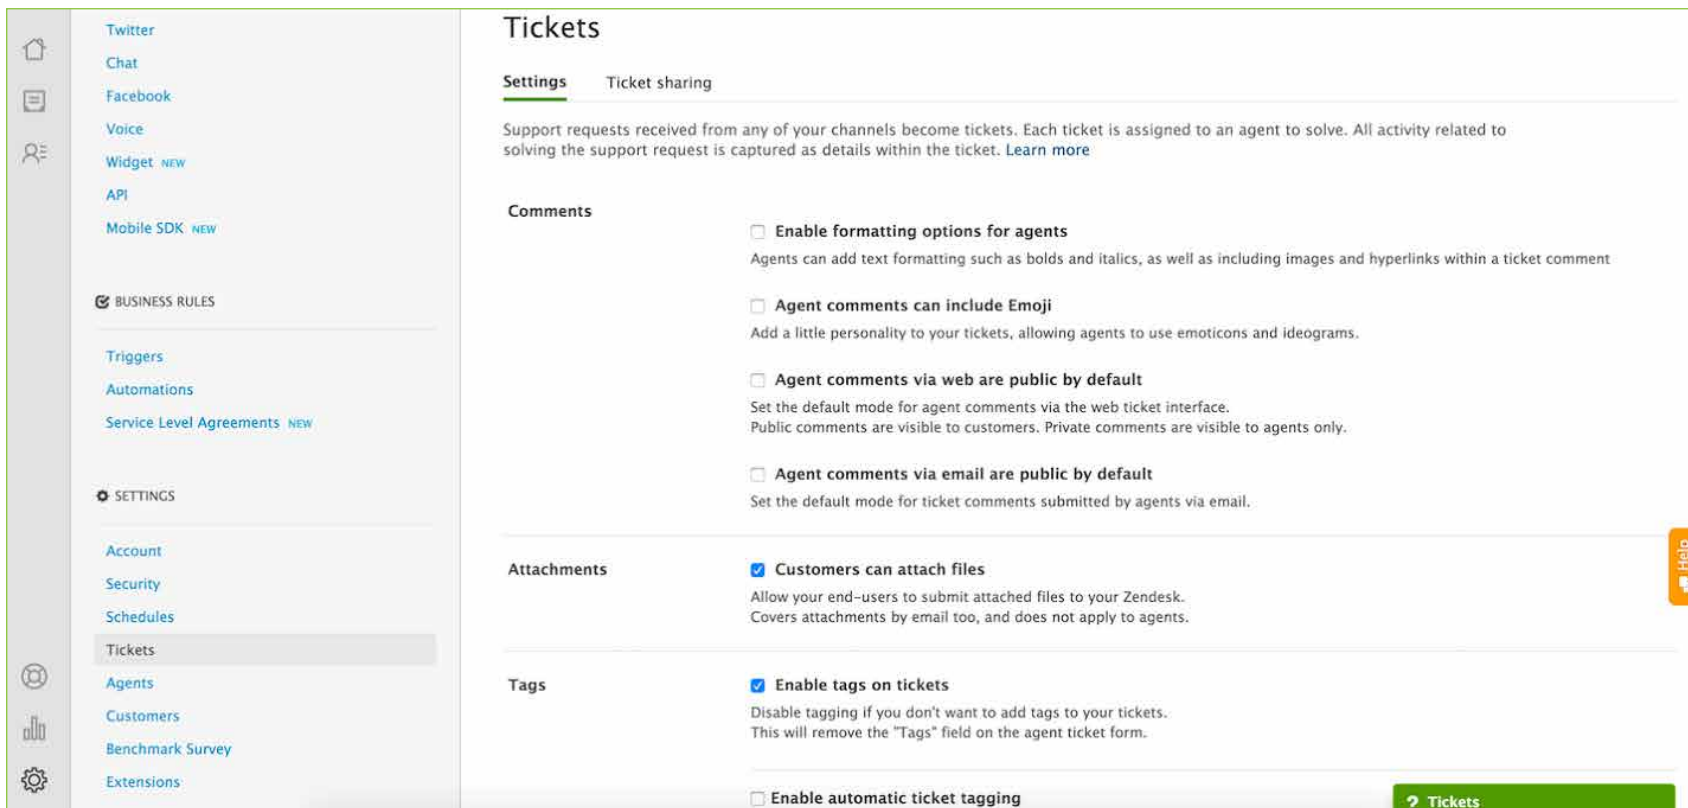 Twitter
Chat
Facebook
Voice
Widget NEW
API
Mobile SDK NEW
BUSINESS RULES
Triggers
Automations
Service Level Agreements NEW
SETTINGS
Account
Security
Schedules
Tickets
Agents
Customers
Benchmark Survey
Extensions
Tickets
Settings Ticket sharing
Support requests received from any of your channels become tickets. Each ticket is assigned to an agent to solve. All activity related to
solving the support request is captured as details within the ticket. Learn more
Comments
Enable formatting options for agents
Agents can add text formatting such as bolds and italics, as well as including images and hyperlinks within a ticket comment
Agent comments can include Emoji
Add a little personality to your tickets, allowing agents to use emoticons and ideograms.
Agent comments via web are public by default
Set the default mode for agent comments via the web ticket interface.
Public comments are visible to customers. Private comments are visible to agents only.
Agent comments via email are public by default
Set the default mode for ticket comments submitted by agents via email.
Attachments
Customers can attach files
Allow your end-users to submit attached files to your Zendesk.
Covers attachments by email too, and does not apply to agents.
Tags
Enable tags on tickets
Disable tagging if you don't want to add tags to your tickets.
This will remove the "Tags" field on the agent ticket form.
Enable automatic ticket tagging
Help
? Tickets